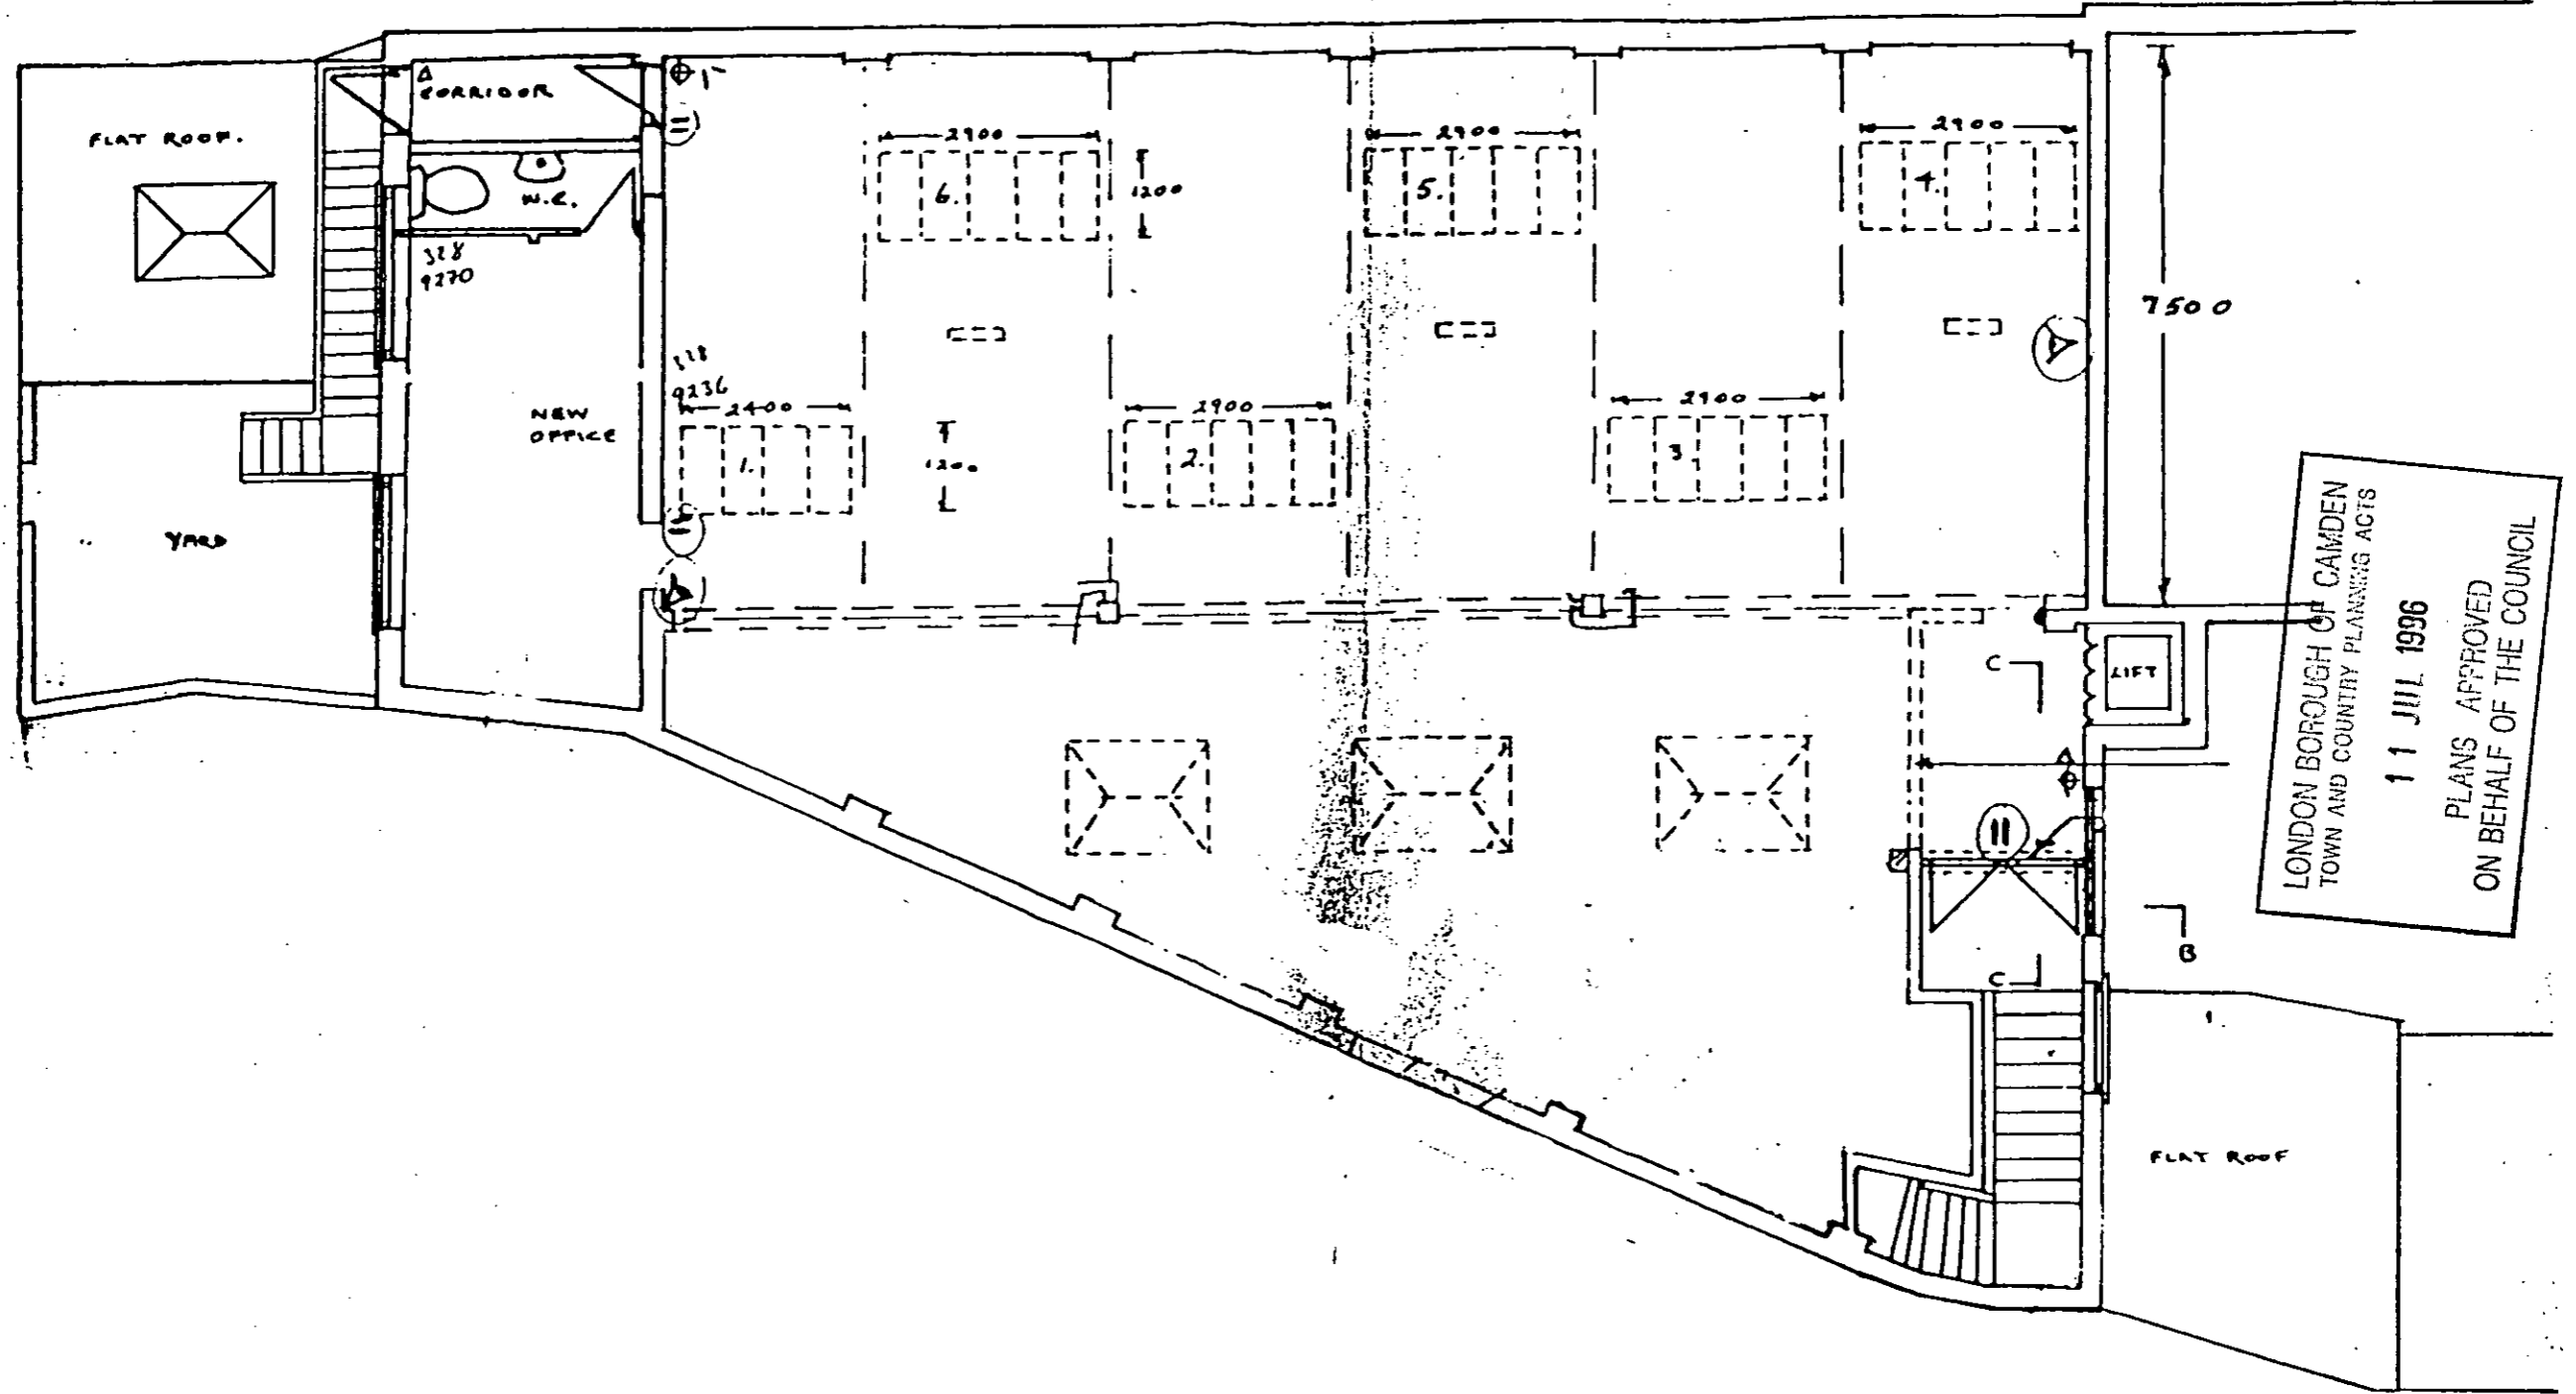 FLAT ROOF.
CORRIDOR
W.C.
328
9270
NEW
OFFICE
YARD
2900
6.
1200
2900
5.
2900
4.
7500
328
9236
2400
1.
1200
2900
2.
2900
3.
C
LIFT
C
B
FLAT ROOF
LONDON BOROUGH OF CAMDEN
TOWN AND COUNTRY PLANNING ACTS
11 JUL 1996
PLANS APPROVED
ON BEHALF OF THE COUNCIL